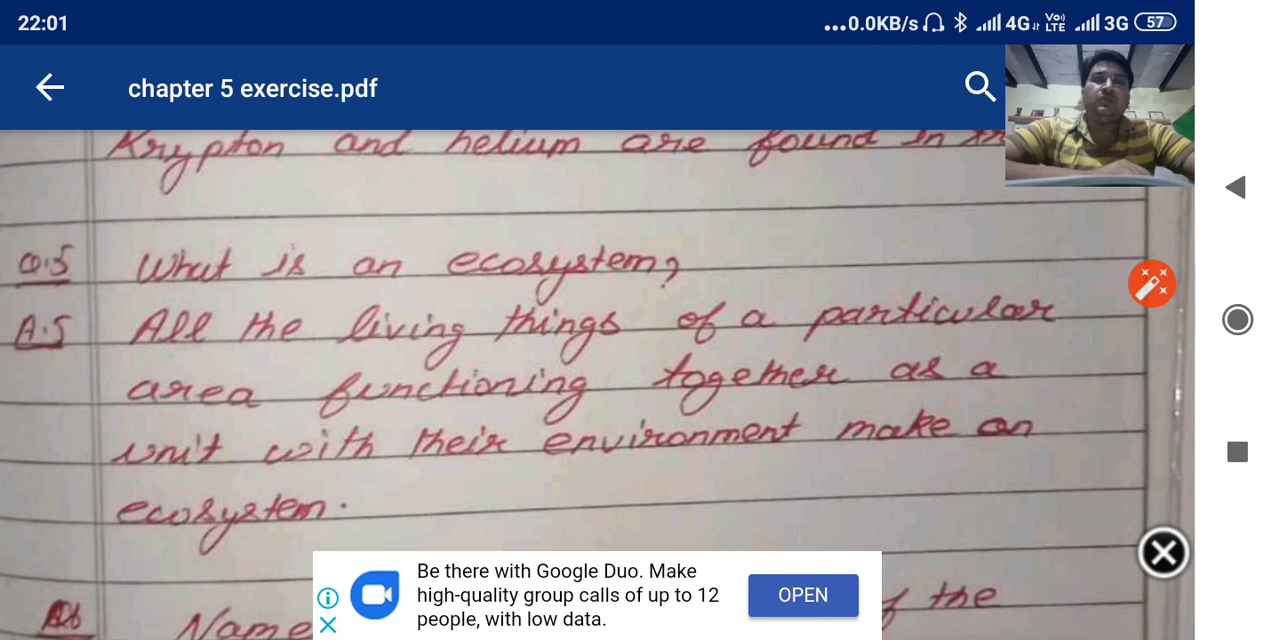 22:01
...0.0KB/s 4G Vo) LTE 3G 57
chapter 5 exercise.pdf
Krypton and helium are found in
Q.5 What is an ecosystem?
A.5 All the living things of a particular
area functioning together as a
unit with their environment make an
ecosystem.
Be there with Google Duo. Make
high-quality group calls of up to 12
people, with low data.
OPEN
Q6 Name the